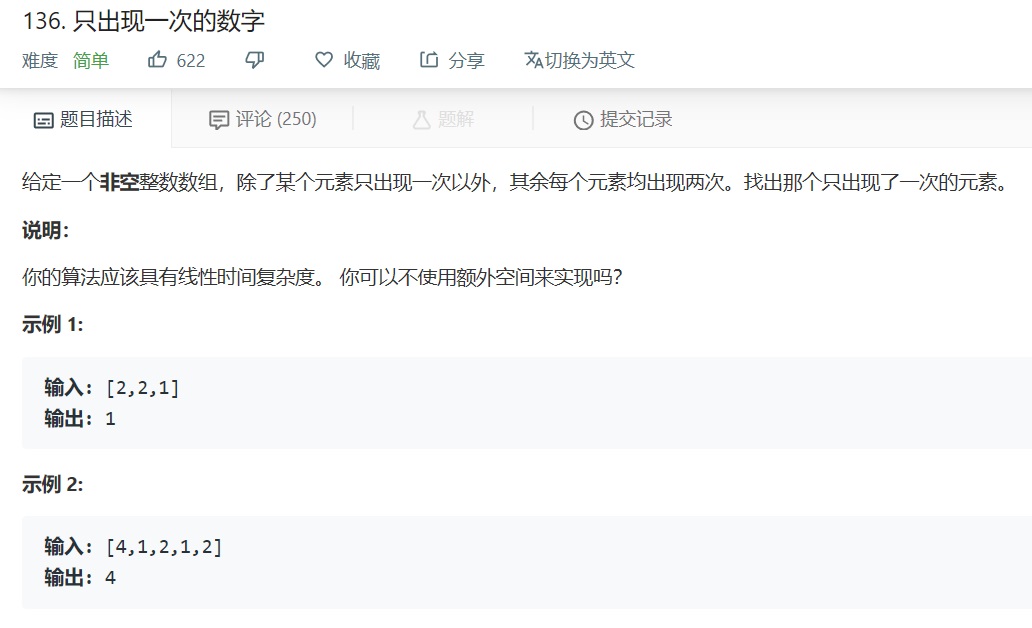 136. 只出现一次的数字
难度 简单 622 收藏 分享 切换为英文
题目描述 评论 (250) 题解 提交记录
给定一个非空整数数组，除了某个元素只出现一次以外，其余每个元素均出现两次。找出那个只出现了一次的元素。
说明：
你的算法应该具有线性时间复杂度。 你可以不使用额外空间来实现吗？
示例 1:
输入: [2,2,1]
输出: 1
示例 2:
输入: [4,1,2,1,2]
输出: 4